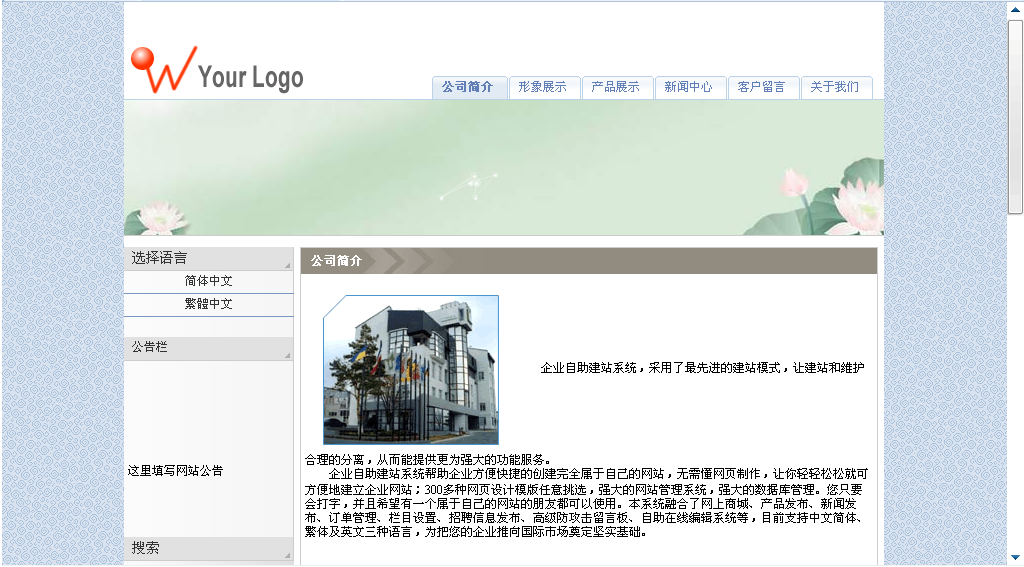 Your Logo
公司简介
形象展示
产品展示
新闻中心
客户留言
关于我们
选择语言
简体中文
繁體中文
公告栏
这里填写网站公告
搜索
公司简介
企业自助建站系统，采用了最先进的建站模式，让建站和维护
合理的分离，从而能提供更为强大的功能服务。
企业自助建站系统帮助企业方便快捷的创建完全属于自己的网站，无需懂网页制作，让你轻轻松松就可
方便地建立企业网站；300多种网页设计模版任意挑选，强大的网站管理系统，强大的数据库管理。您只要
会打字，并且希望有一个属于自己的网站的朋友都可以使用。本系统融合了网上商城、产品发布、新闻发
布、订单管理、栏目设置、招聘信息发布、高级防攻击留言板、自助在线编辑系统等，目前支持中文简体、
繁体及英文三种语言，为把您的企业推向国际市场奠定坚实基础。